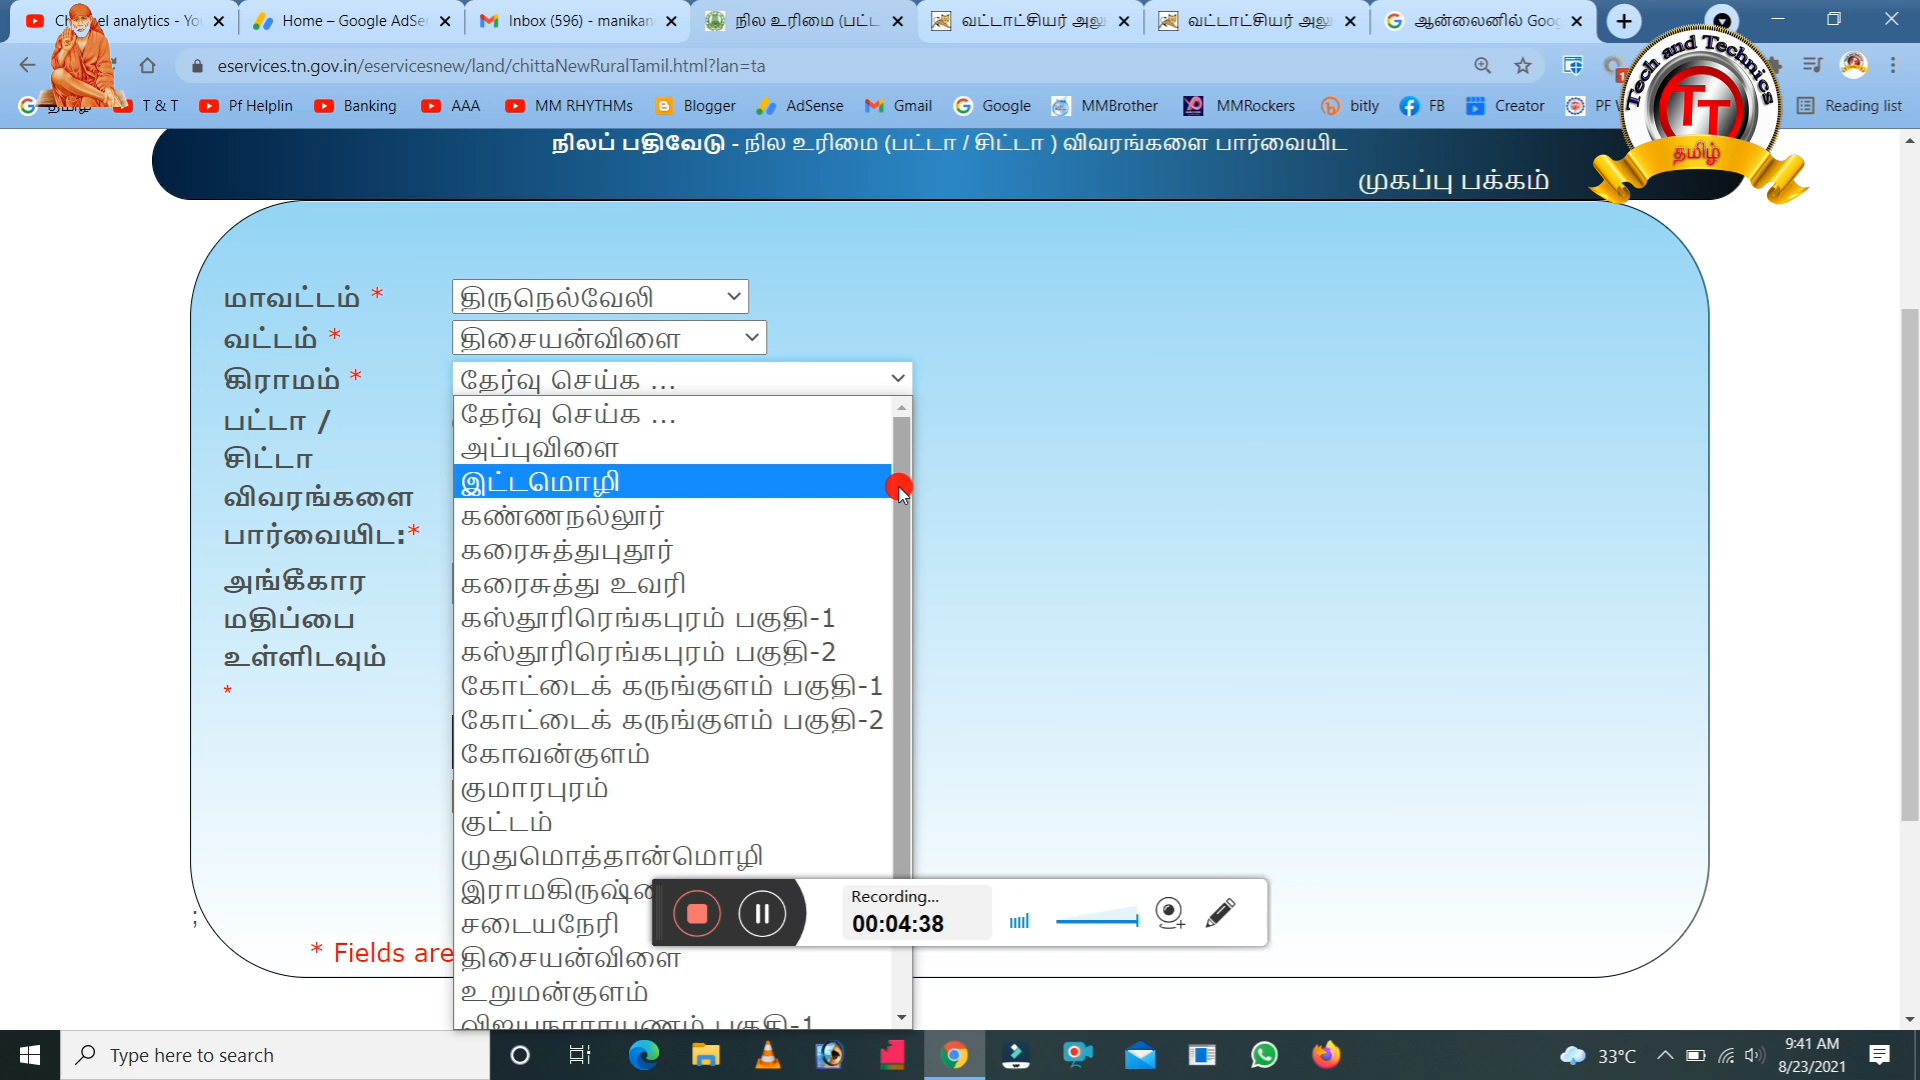 Home – Google AdSe
Inbox (596) - manikan
நில உரிமை (பட்ட
வட்டாட்சியர் அலு
வட்டாட்சியர் அலு
ஆன்லைனில் Goo
eservices.tn.gov.in/eservicesnew/land/chittaNewRuralTamil.html?lan=ta
T & T
Pf Helplin
Banking
AAA
MM RHYTHMs
Blogger
AdSense
Gmail
Google
MMBrother
MMRockers
bitly
FB
Creator
Reading list
Tech and Technics
TT
தமிழ்
நிலப் பதிவேடு - நில உரிமை (பட்டா / சிட்டா ) விவரங்களை பார்வையிட
முகப்பு பக்கம்
மாவட்டம் * திருநெல்வேலி
வட்டம் * திசையன்விளை
கிராமம் * தேர்வு செய்க ...
பட்டா /
சிட்டா
விவரங்களை
பார்வையிட:*
அங்கீகார
மதிப்பை
உள்ளிடவும்
*
தேர்வு செய்க ...
அப்புவிளை
இட்டமொழி
கண்ணநல்லூர்
கரைசுத்துபுதூர்
கரைசுத்து உவரி
கஸ்தூரிரெங்கபுரம் பகுதி-1
கஸ்தூரிரெங்கபுரம் பகுதி-2
கோட்டைக் கருங்குளம் பகுதி-1
கோட்டைக் கருங்குளம் பகுதி-2
கோவன்குளம்
குமாரபுரம்
குட்டம்
முதுமொத்தான்மொழி
சடையநேரி
திசையன்விளை
உறுமன்குளம்
விஜயநாராயணம் பகுதி-1
Recording...
00:04:38
;
* Fields are
Type here to search
33°C
9:41 AM
8/23/2021